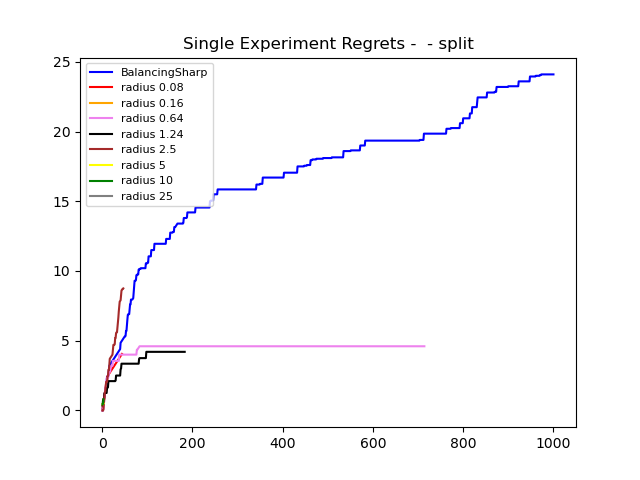 Single Experiment Regrets -  - split
25
20
15
10
5
0
BalancingSharp
radius 0.08
radius 0.16
radius 0.64
radius 1.24
radius 2.5
radius 5
radius 10
radius 25
0 200 400 600 800 1000